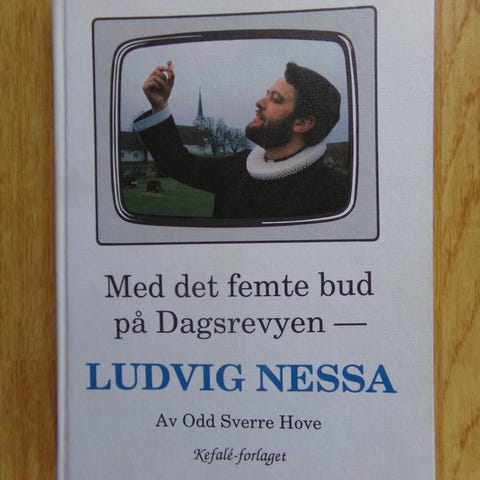 Med det femte bud
på Dagsrevyen —
LUDVIG NESSA
Av Odd Sverre Hove
Kefalé-forlaget